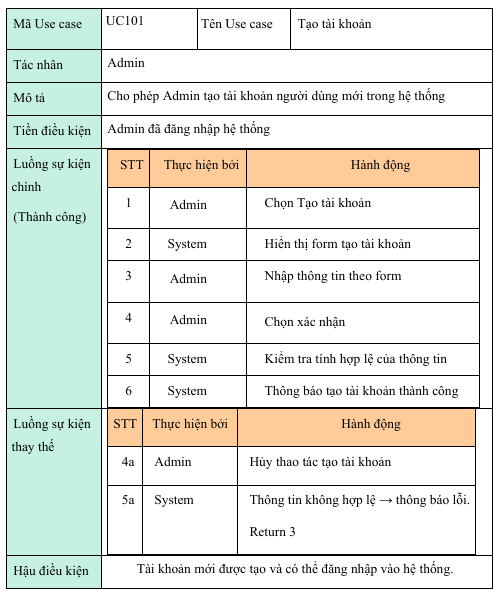 Mã Use case UC101 Tên Use case Tạo tài khoản
Tác nhân Admin
Mô tả Cho phép Admin tạo tài khoản người dùng mới trong hệ thống
Tiền điều kiện Admin đã đăng nhập hệ thống
Luồng sự kiện
chính
(Thành công)
STT Thực hiện bởi Hành động
1 Admin Chọn Tạo tài khoản
2 System Hiển thị form tạo tài khoản
3 Admin Nhập thông tin theo form
4 Admin Chọn xác nhận
5 System Kiểm tra tính hợp lệ của thông tin
6 System Thông báo tạo tài khoản thành công
Luồng sự kiện
thay thế
STT Thực hiện bởi Hành động
4a Admin Hủy thao tác tạo tài khoản
5a System Thông tin không hợp lệ → thông báo lỗi.
Return 3
Hậu điều kiện Tài khoản mới được tạo và có thể đăng nhập vào hệ thống.